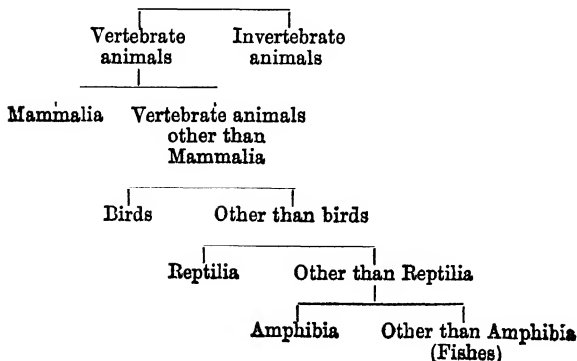 Vertebrate Invertebrate
animals animals
Mammalia Vertebrate animals
other than
Mammalia
Birds Other than birds
Reptilia Other than Reptilia
Amphibia Other than Amphibia
(Fishes)